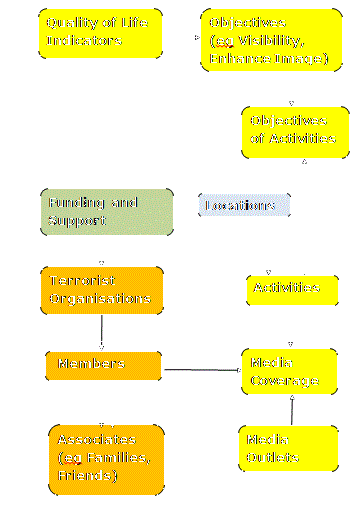 Quality of Life
Indicators
Objectives
(eg Visibility,
Enhance Image)
Objectives
of Activities
Funding and
Support
Locations
Terrorist
Organisations
Activities
Members
Media
Coverage
Associates
(eg Families,
Friends)
Media
Outlets